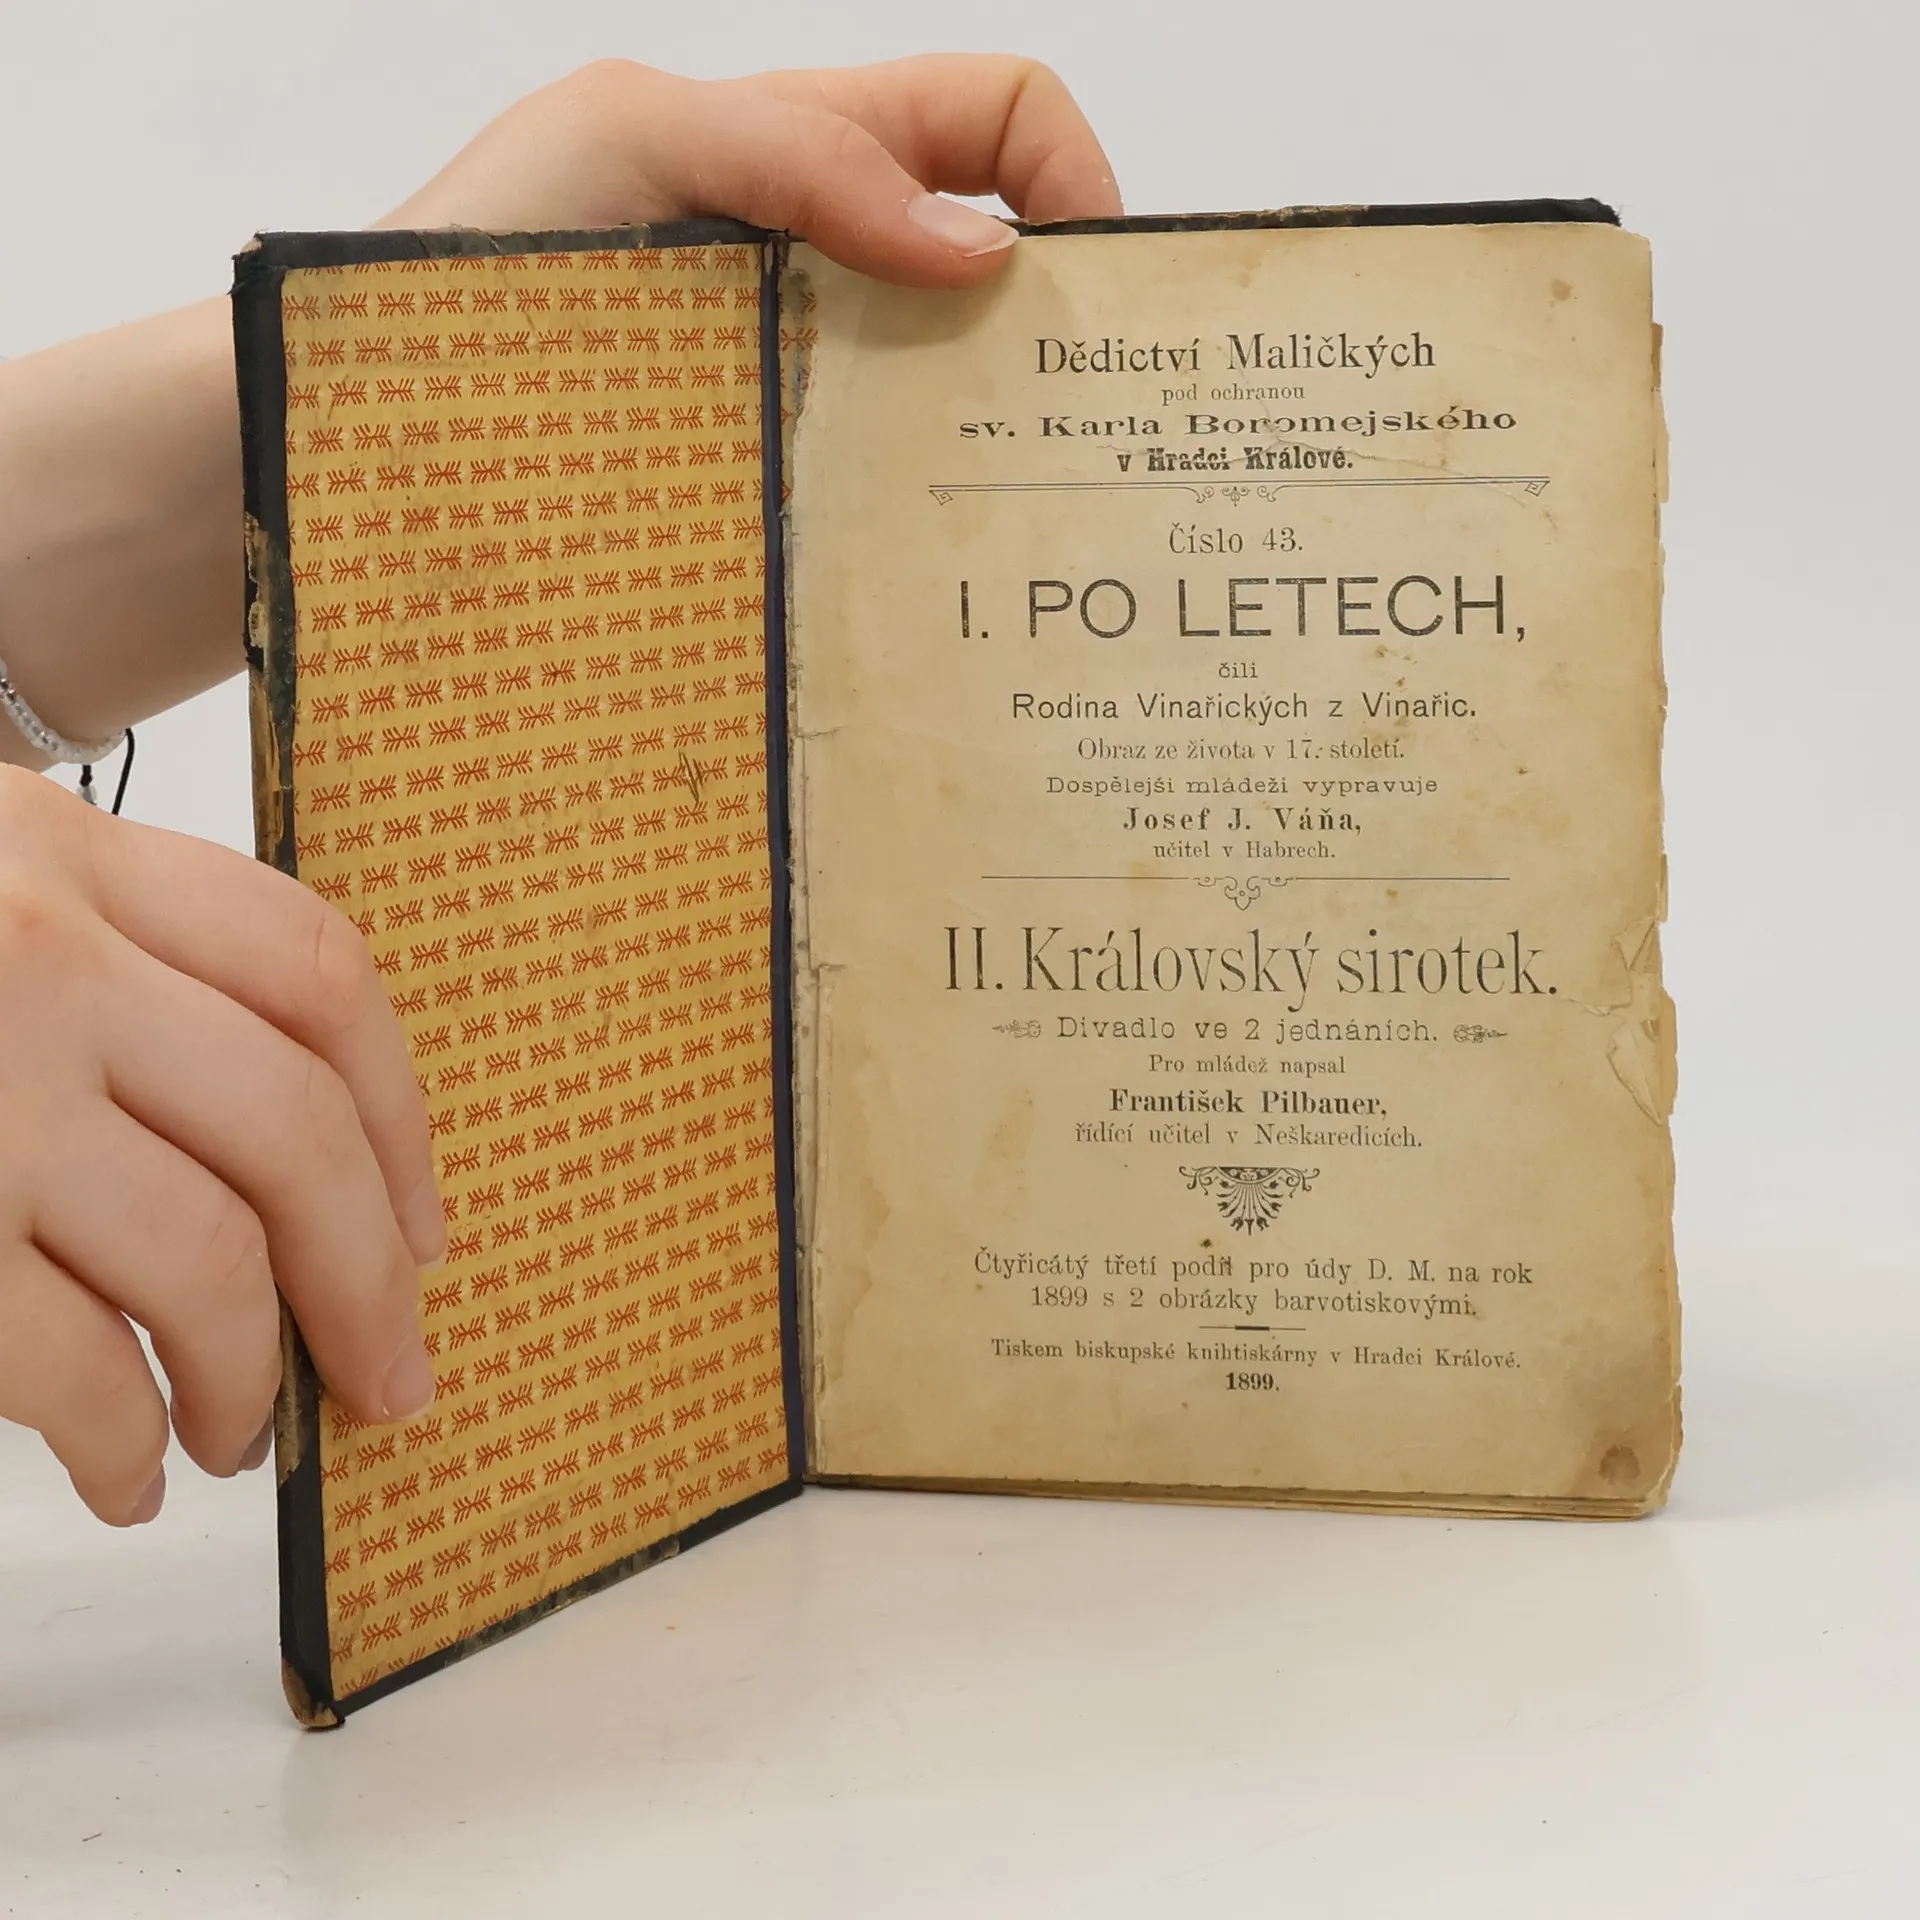 Dědictví Maličkých
pod ochranou
sv. Karla Boromejského
v Hradci Králové.
Číslo 43.
I. PO LETECH,
čili
Rodina Vinařických z Vinařic.
Obraz ze života v 17. století.
Dospělejší mládeži vypravuje
Josef J. Váňa,
učitel v Habrech.
II. Královský sirotek.
Divadlo ve 2 jednáních.
Pro mládež napsal
František Pilbauer,
řídící učitel v Neškaredicích.
Čtyřicátý třetí podíl pro údy D. M. na rok
1899 s 2 obrázky barvotiskovými.
Tiskem biskupské knihtiskárny v Hradci Králové.
1899.